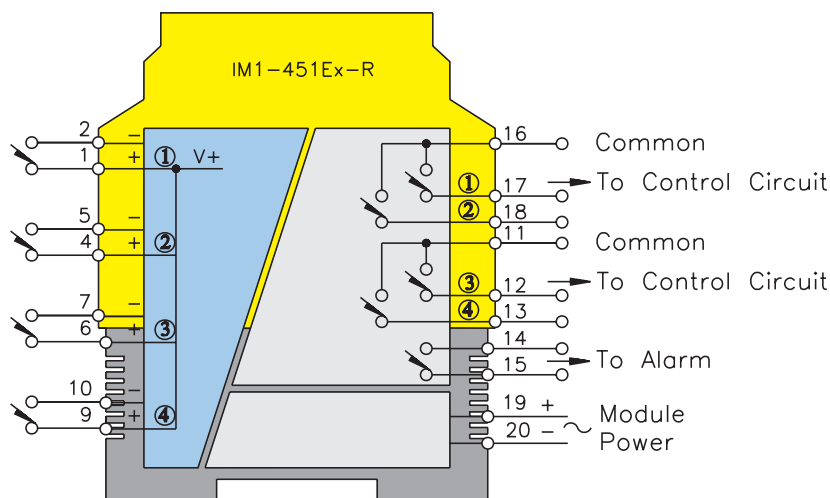 IM1-451Ex-R
2 −
1 + ① V+
5 −
4 + ②
7 −
6 + ③
10 −
9 + ④
16 Common
① 17 To Control Circuit
② 18
11 Common
③ 12 To Control Circuit
④ 13
14
15 To Alarm
19 + Module
20 − ~ Power